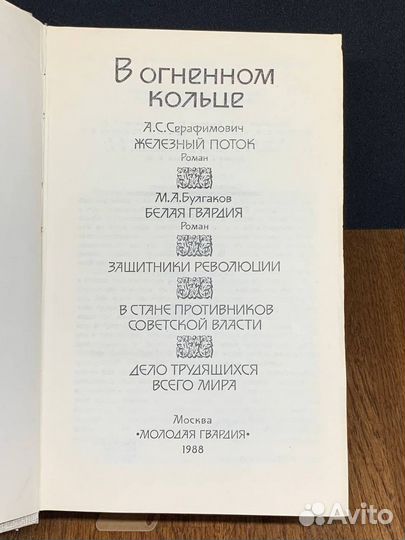 В огненном
кольце
А.С.Серафимович
ЖЕЛЕЗНЫЙ ПОТОК
Роман
М.А.Булгаков
БЕЛАЯ ГВАРДИЯ
Роман
ЗАЩИТНИКИ РЕВОЛЮЦИИ
В СТАНЕ ПРОТИВНИКОВ
СОВЕТСКОЙ ВЛАСТИ
ДЕЛО ТРУДЯЩИХСЯ
ВСЕГО МИРА
Москва
«МОЛОДАЯ ГВАРДИЯ»
1988
Avito